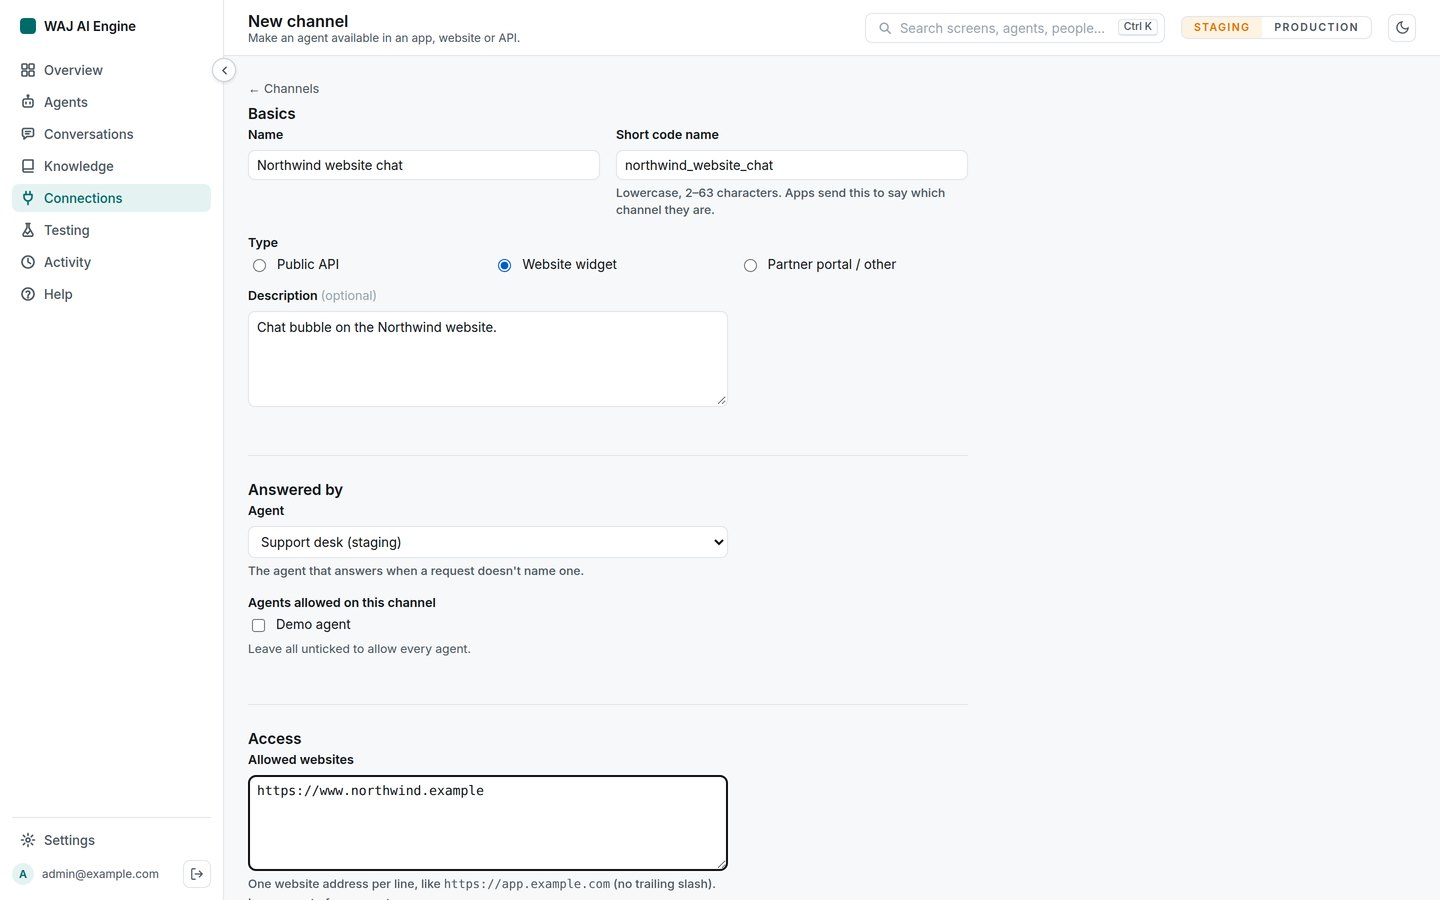 WAJ AI Engine
Overview
Agents
Conversations
Knowledge
Connections
Testing
Activity
Help
Settings
A admin@example.com
New channel
Make an agent available in an app, website or API.
Search screens, agents, people... Ctrl K
STAGING PRODUCTION
← Channels
Basics
Name
Northwind website chat
Short code name
northwind_website_chat
Lowercase, 2–63 characters. Apps send this to say which
channel they are.
Type
Public API Website widget Partner portal / other
Description (optional)
Chat bubble on the Northwind website.
Answered by
Agent
Support desk (staging)
The agent that answers when a request doesn't name one.
Agents allowed on this channel
Demo agent
Leave all unticked to allow every agent.
Access
Allowed websites
https://www.northwind.example
One website address per line, like https://app.example.com (no trailing slash).